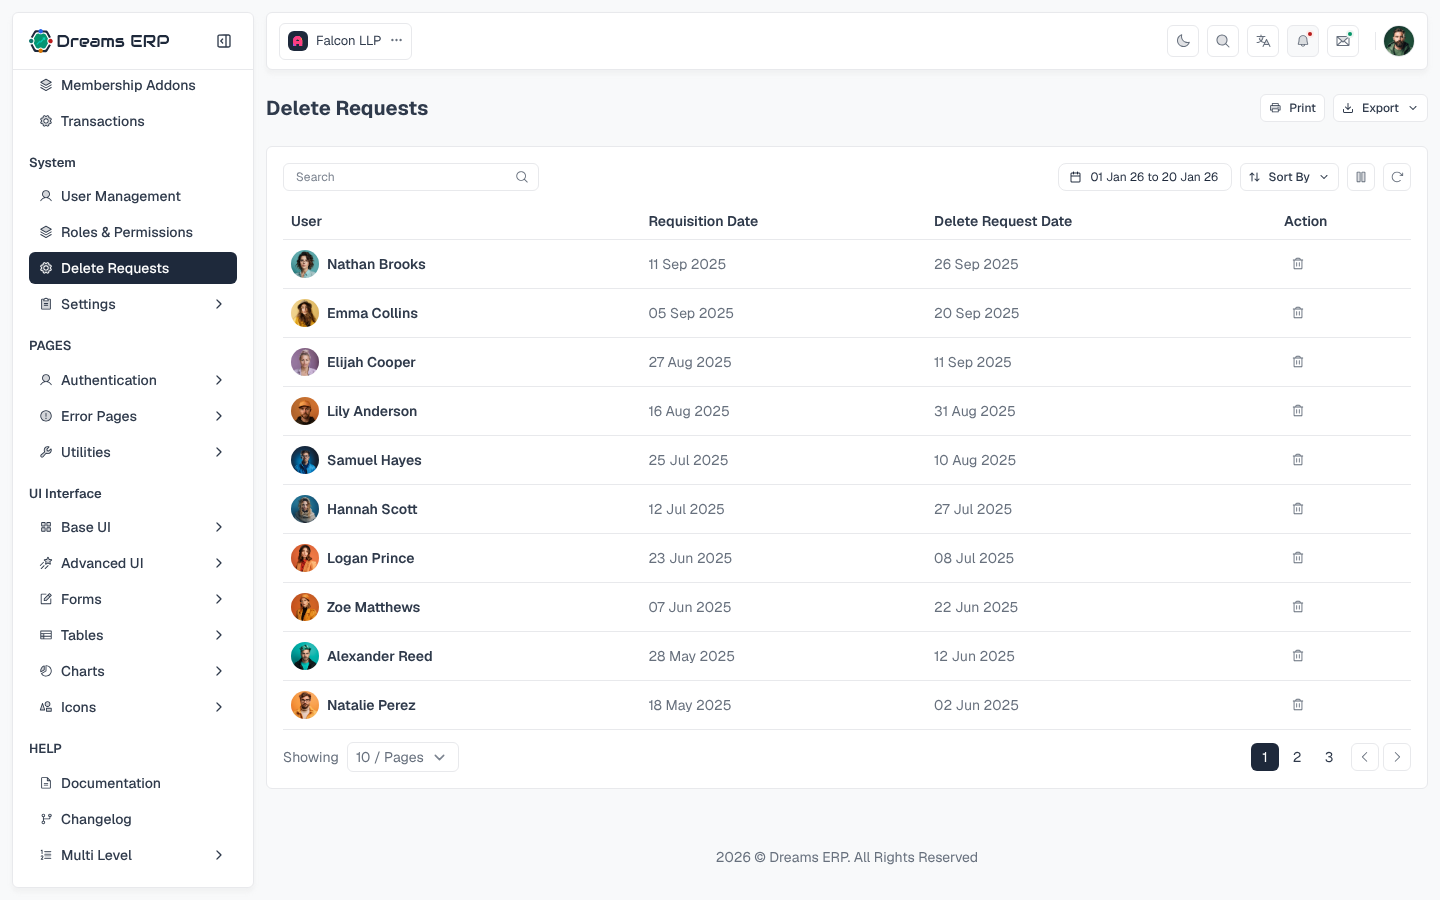 Dreams ERP
Membership Addons
Transactions
System
User Management
Roles & Permissions
Delete Requests
Settings
PAGES
Authentication
Error Pages
Utilities
UI Interface
Base UI
Advanced UI
Forms
Tables
Charts
Icons
HELP
Documentation
Changelog
Multi Level
Falcon LLP
Delete Requests
Print
Export
Search
01 Jan 26 to 20 Jan 26
Sort By
User Requisition Date Delete Request Date Action
Nathan Brooks 11 Sep 2025 26 Sep 2025
Emma Collins 05 Sep 2025 20 Sep 2025
Elijah Cooper 27 Aug 2025 11 Sep 2025
Lily Anderson 16 Aug 2025 31 Aug 2025
Samuel Hayes 25 Jul 2025 10 Aug 2025
Hannah Scott 12 Jul 2025 27 Jul 2025
Logan Prince 23 Jun 2025 08 Jul 2025
Zoe Matthews 07 Jun 2025 22 Jun 2025
Alexander Reed 28 May 2025 12 Jun 2025
Natalie Perez 18 May 2025 02 Jun 2025
Showing 10 / Pages
1 2 3
2026 © Dreams ERP. All Rights Reserved